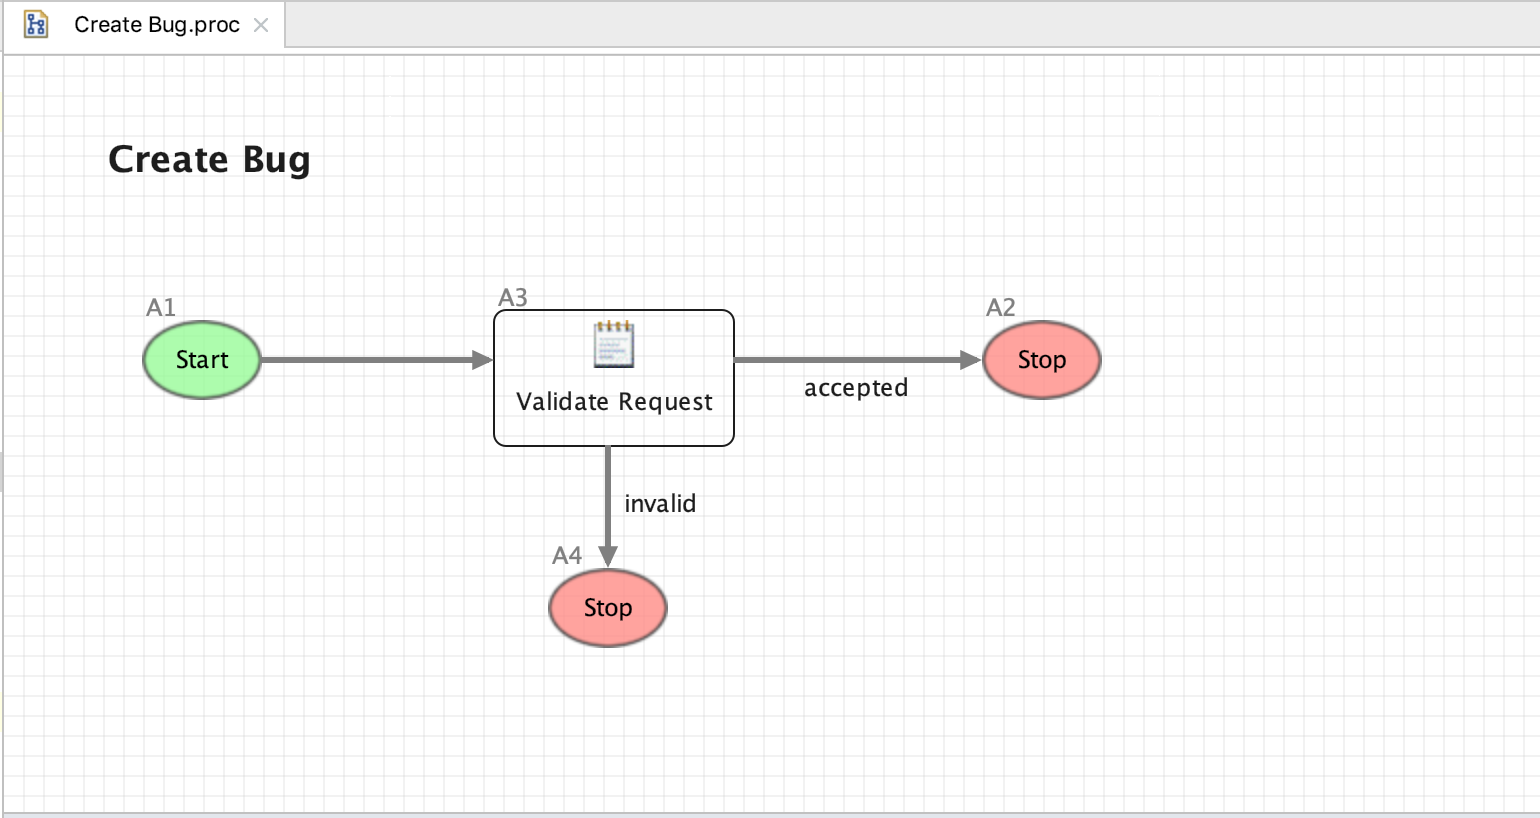 Create Bug.proc
Create Bug
A1
Start
A3
Validate Request
accepted
A2
Stop
invalid
A4
Stop